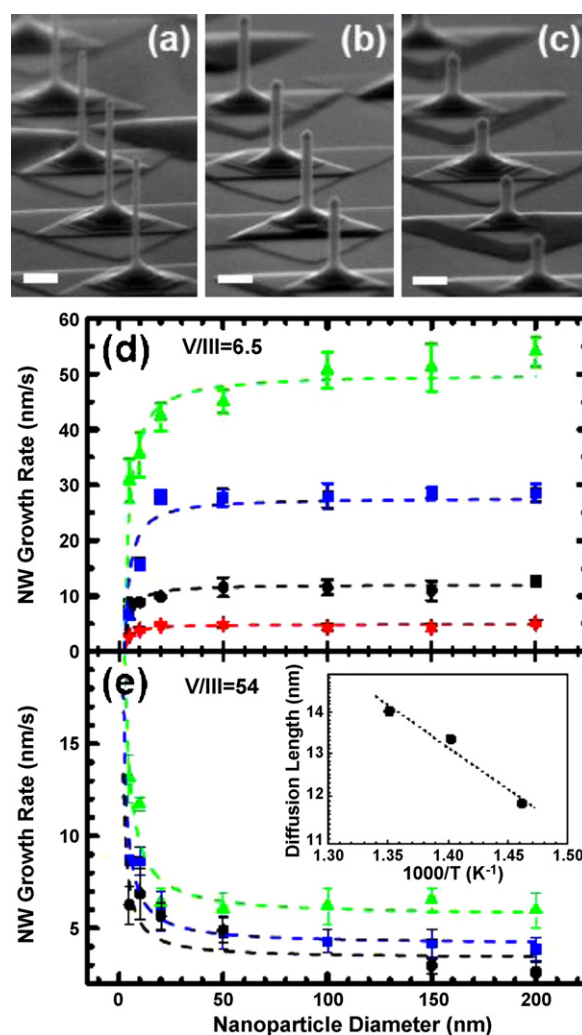 (a)
(b)
(c)
(d)
V/III=6.5
NW Growth Rate (nm/s)
60
50
40
30
20
10
0
(e)
V/III=54
NW Growth Rate (nm/s)
15
10
5
Diffusion Length (nm)
14
13
12
11
1.30
1.35
1.40
1.45
1.50
1000/T (K⁻¹)
0
50
100
150
200
Nanoparticle Diameter (nm)